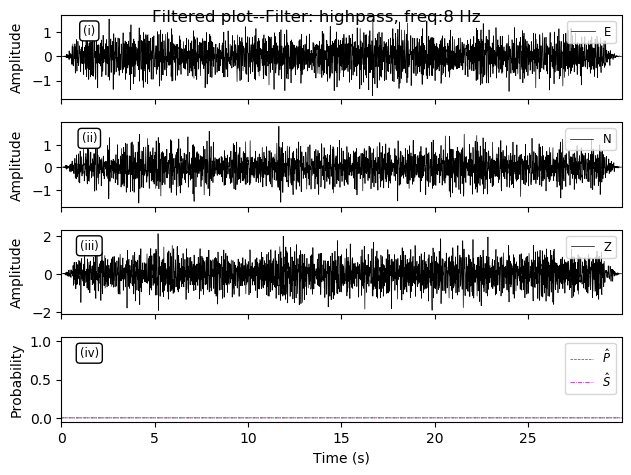 Filtered plot--Filter: highpass, freq:8 Hz
Amplitude
1
0
−1
(i)
E
Amplitude
1
0
−1
(ii)
N
Amplitude
2
0
−2
(iii)
Z
Probability
1.0
0.5
0.0
(iv)
P̂
Ŝ
0 5 10 15 20 25
Time (s)